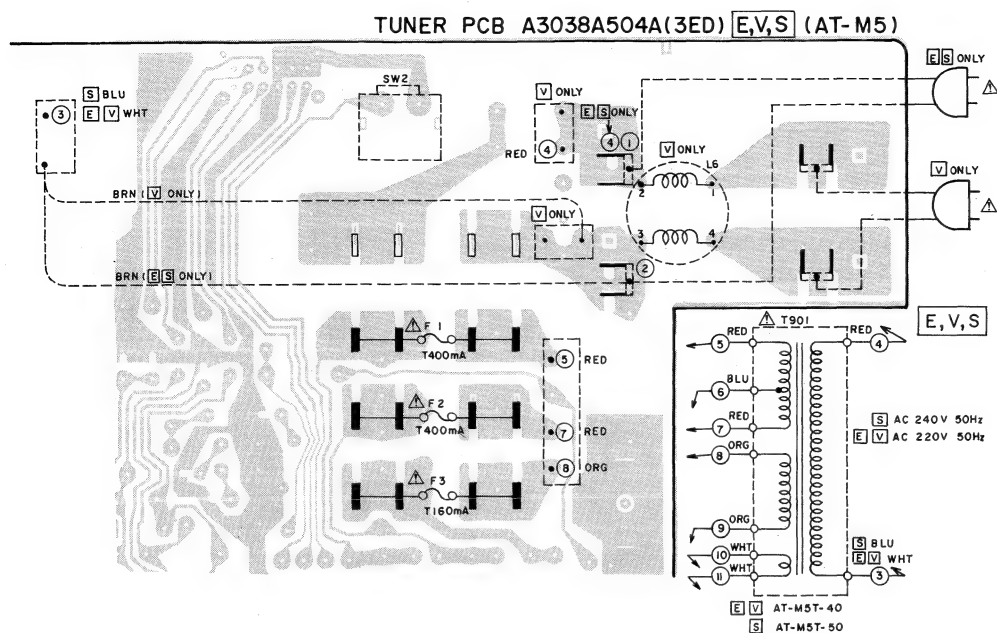 TUNER PCB A3038A504A(3ED) E,V,S (AT-M5)
E S ONLY
S BLU
3 E V WHT
SW2
V ONLY
E S ONLY
RED 4
4 1
V ONLY
L6
2 1
V ONLY
BRN (V ONLY)
V ONLY
3 4
BRN (E S ONLY)
2
E,V,S
F1
T400mA
5 RED
F2
T400mA
7 RED
F3
T160mA
8 ORG
T901
5 RED
RED 4
6 BLU
7 RED
S AC 240V 50Hz
E V AC 220V 50Hz
8 ORG
9 ORG
10 WHT
11 WHT
S BLU
E V WHT
3
E V AT-M5T-40
S AT-M5T-50